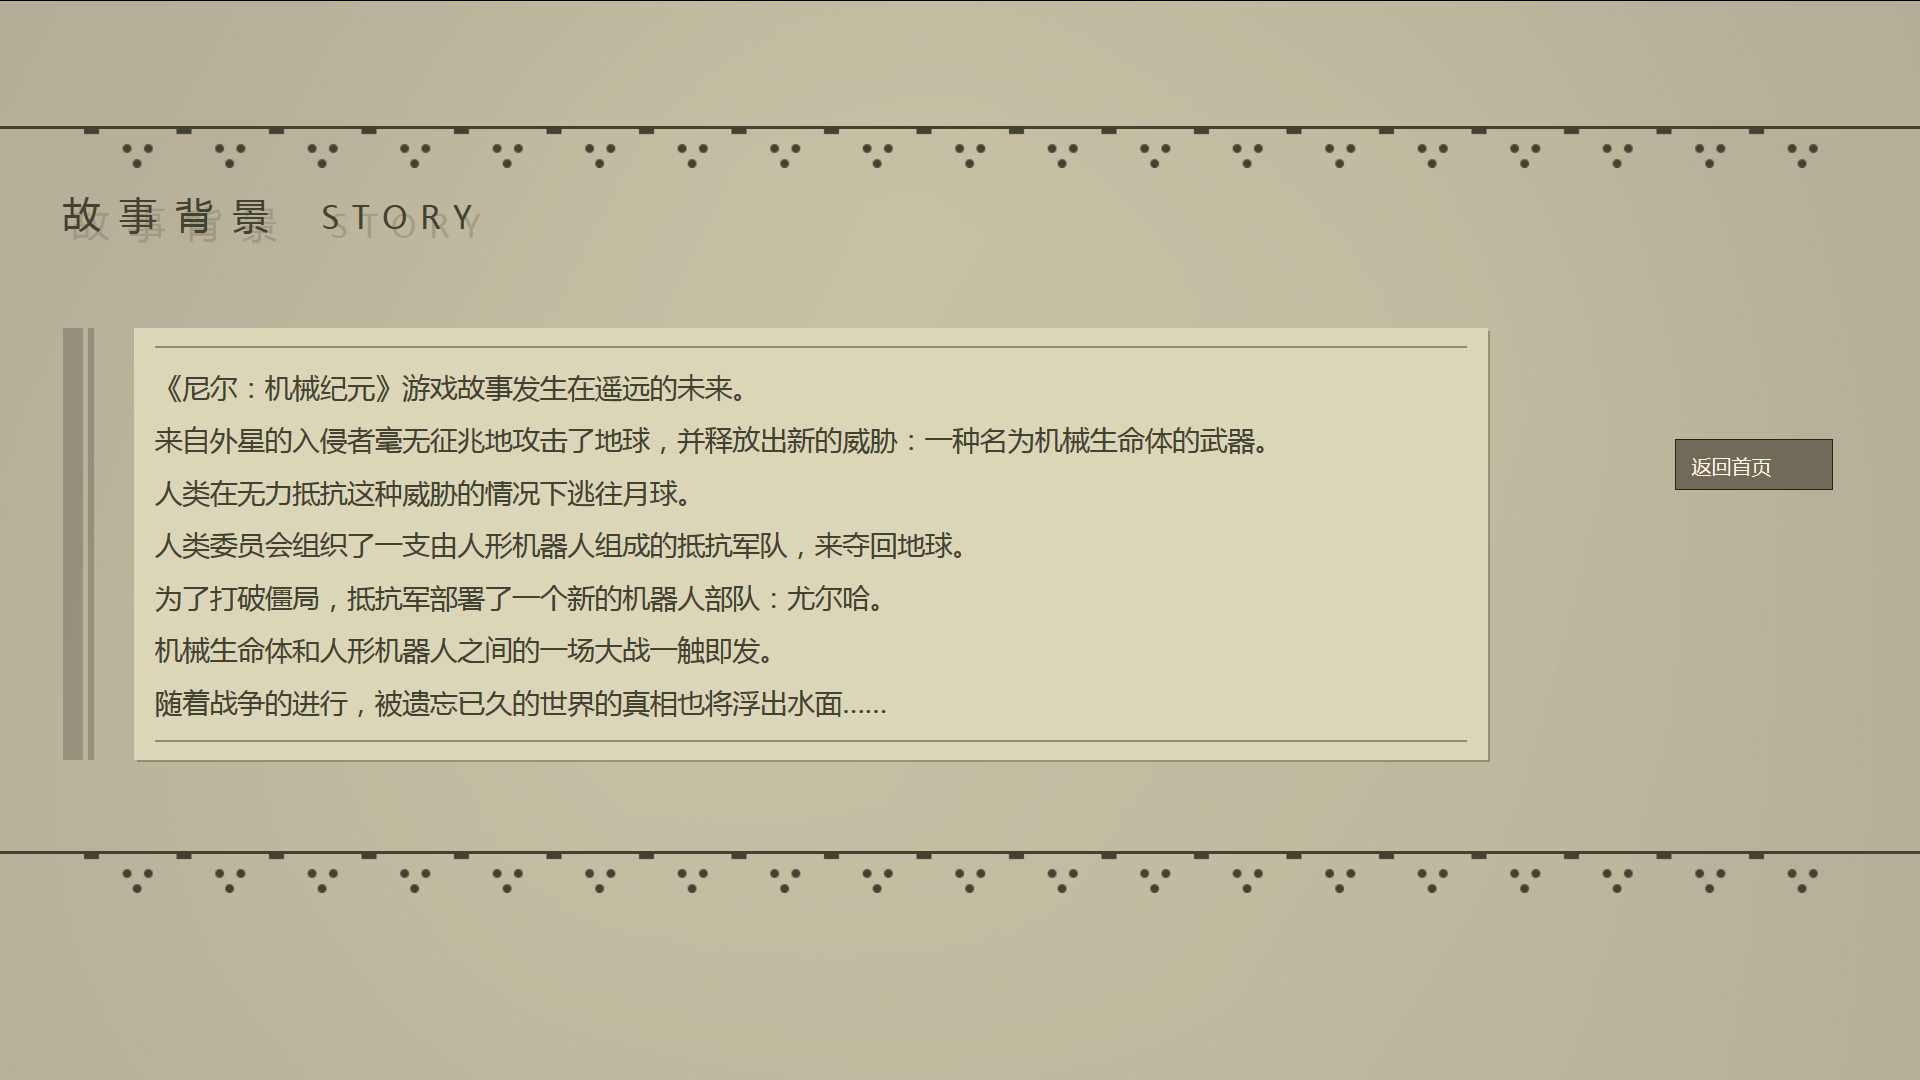 故事背景 STORY
《尼尔：机械纪元》游戏故事发生在遥远的未来。
来自外星的入侵者毫无征兆地攻击了地球，并释放出新的威胁：一种名为机械生命体的武器。
人类在无力抵抗这种威胁的情况下逃往月球。
人类委员会组织了一支由人形机器人组成的抵抗军队，来夺回地球。
为了打破僵局，抵抗军部署了一个新的机器人部队：尤尔哈。
机械生命体和人形机器人之间的一场大战一触即发。
随着战争的进行，被遗忘已久的世界的真相也将浮出水面......
返回首页